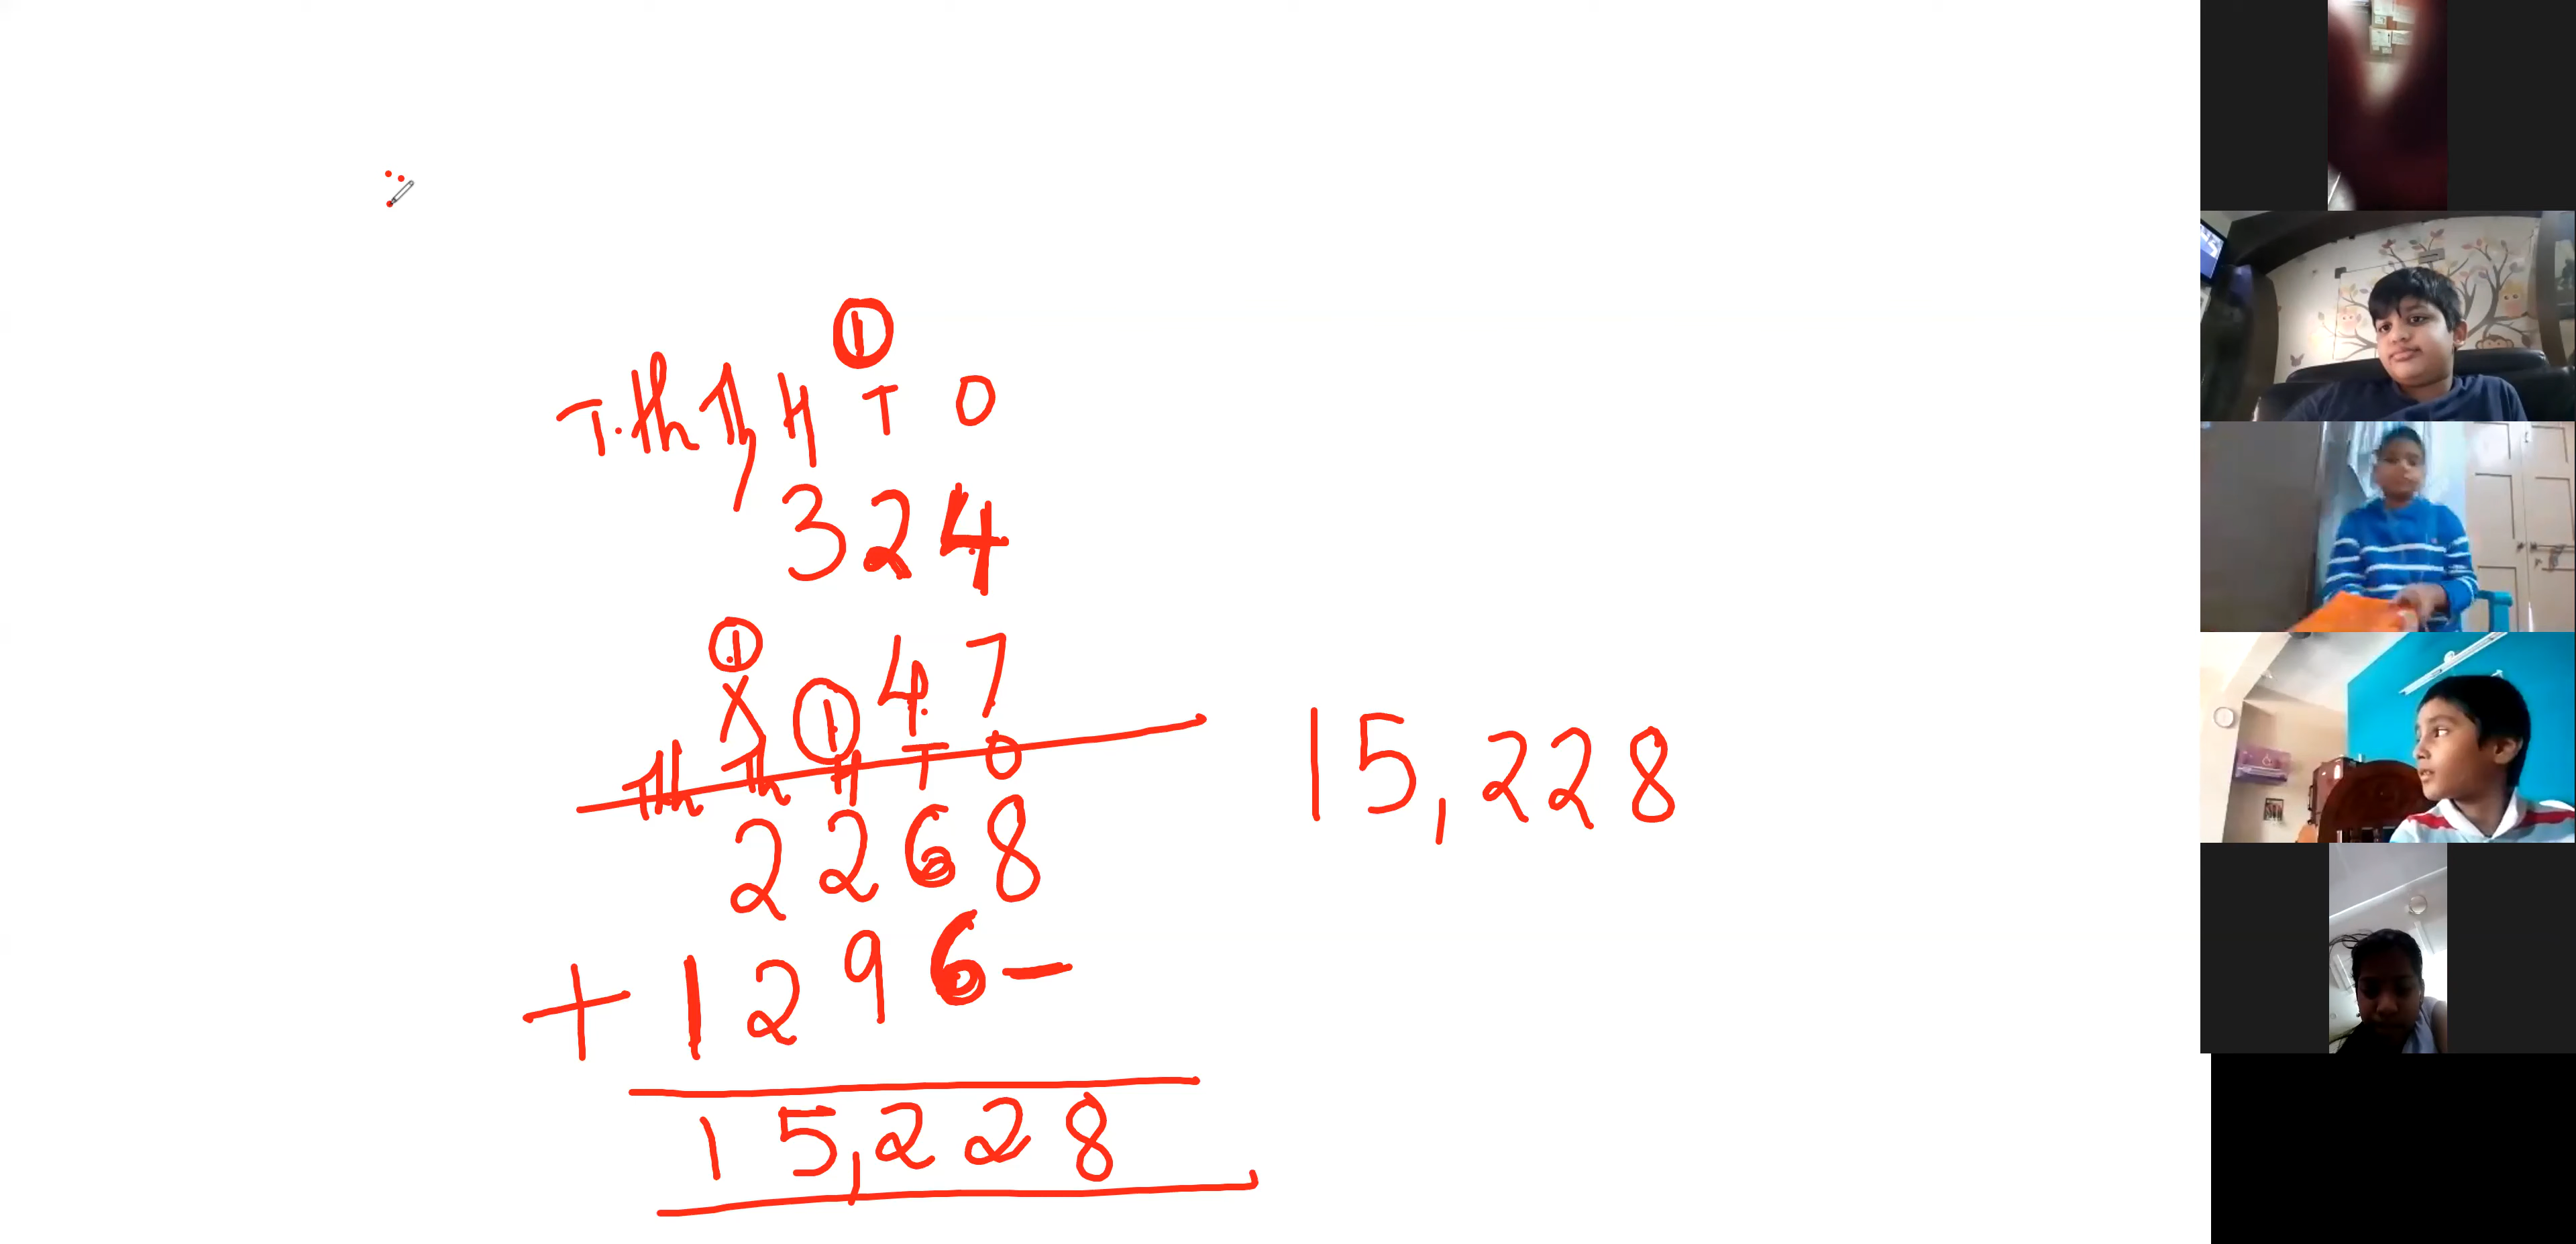 ①
T.Th Th, H T O
324
①
X ① 47
Th Th H T O
2268
+ 1296–
15,228
15,228